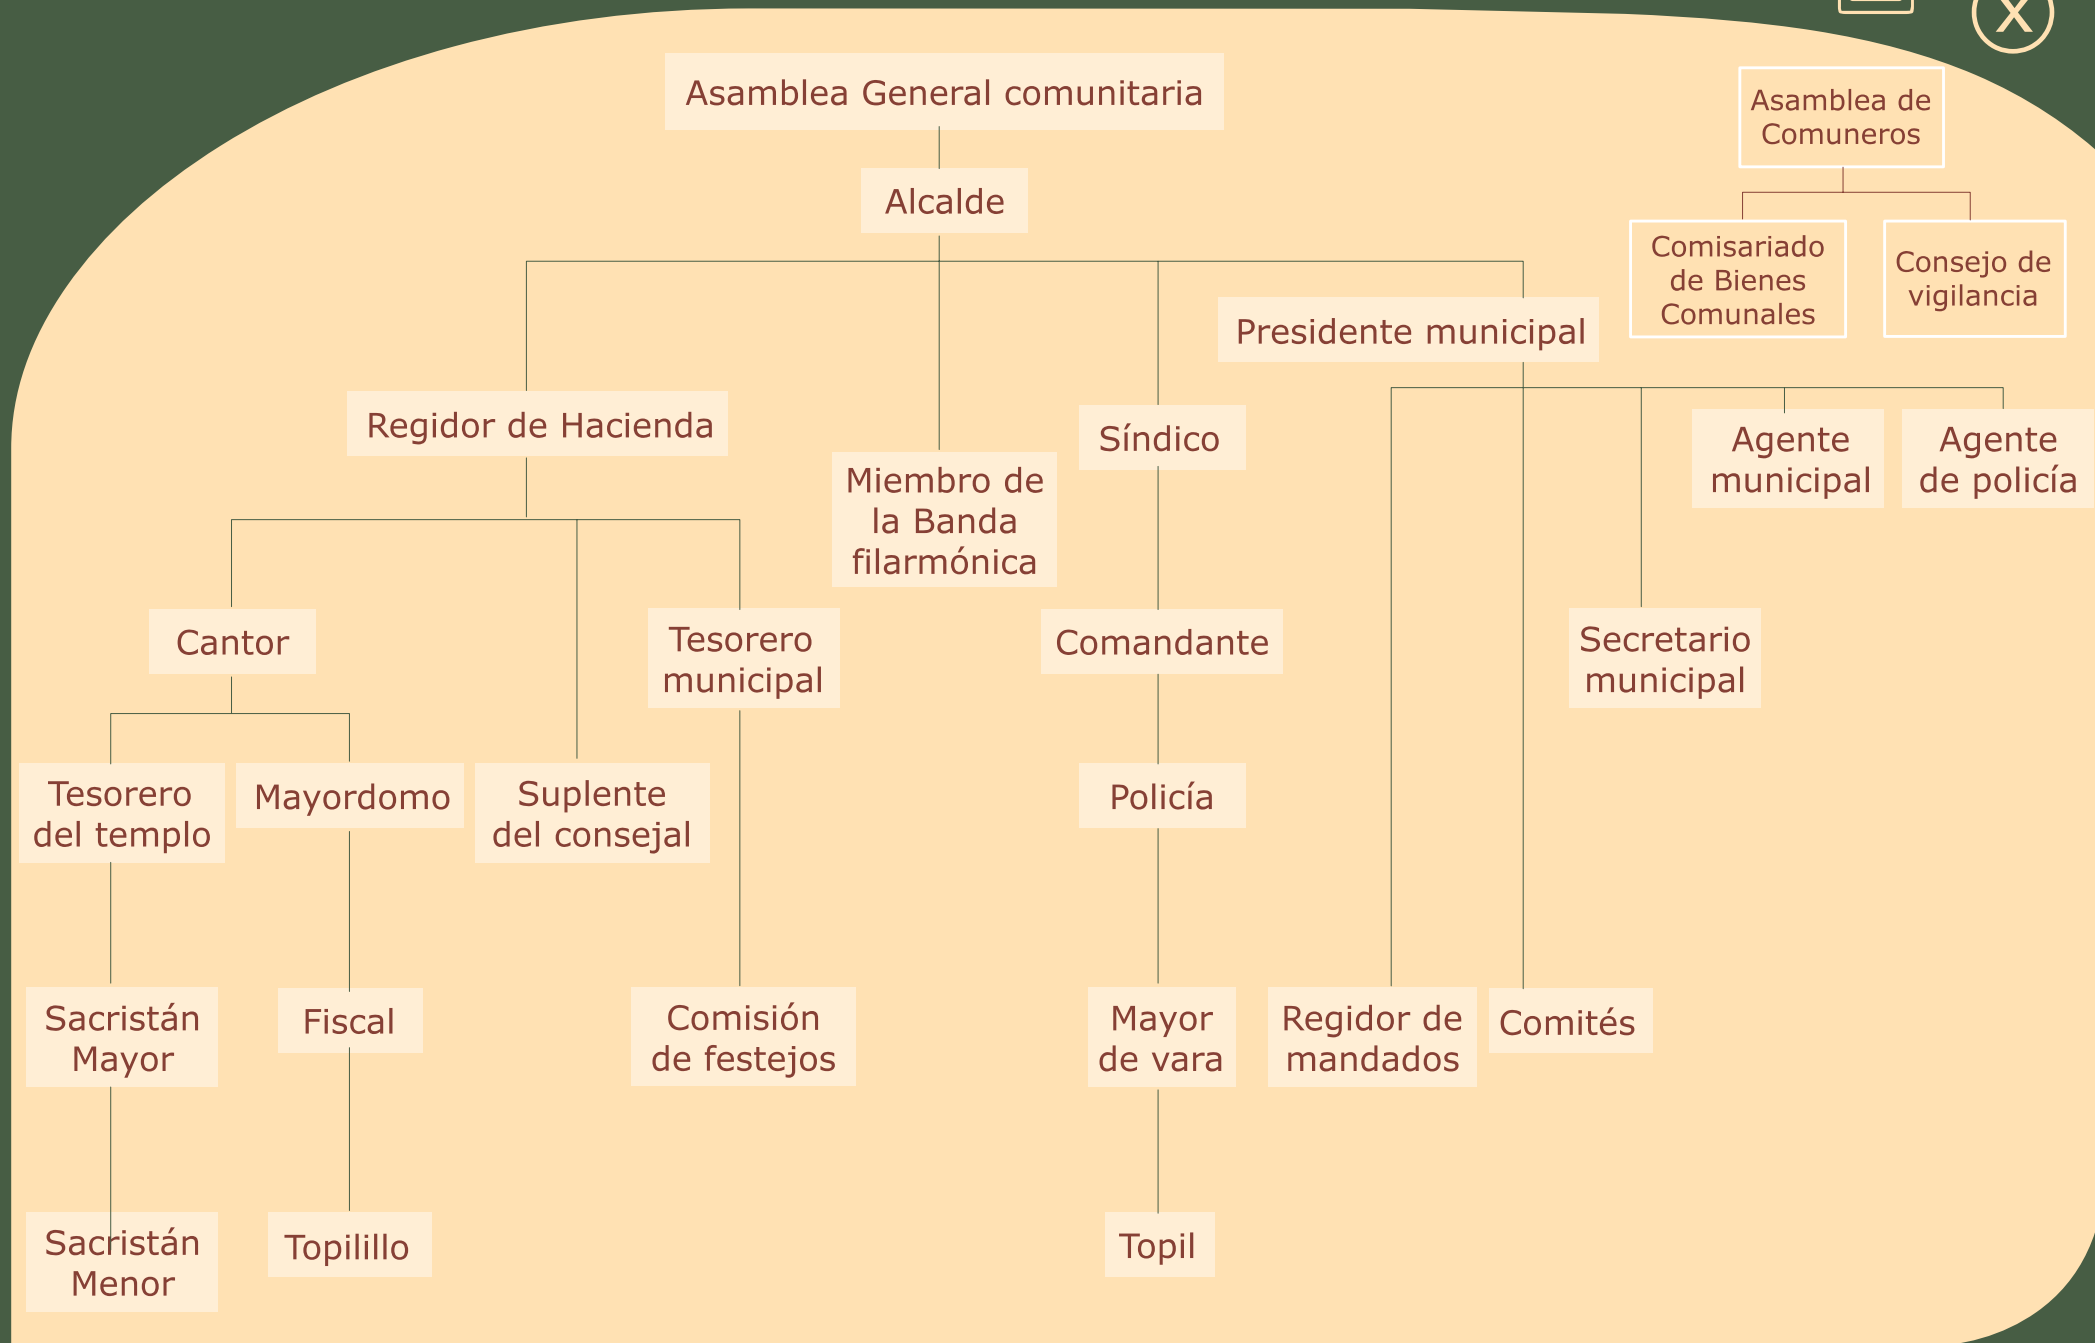 X
Asamblea General comunitaria
Asamblea de
Comuneros
Alcalde
Comisariado
de Bienes
Comunales
Consejo de
vigilancia
Presidente municipal
Regidor de Hacienda
Miembro de
la Banda
filarmónica
Síndico
Agente
municipal
Agente
de policía
Cantor
Tesorero
municipal
Comandante
Secretario
municipal
Tesorero
del templo
Mayordomo
Suplente
del consejal
Policía
Sacristán
Mayor
Fiscal
Comisión
de festejos
Mayor
de vara
Regidor de
mandados
Comités
Sacristán
Menor
Topilillo
Topil